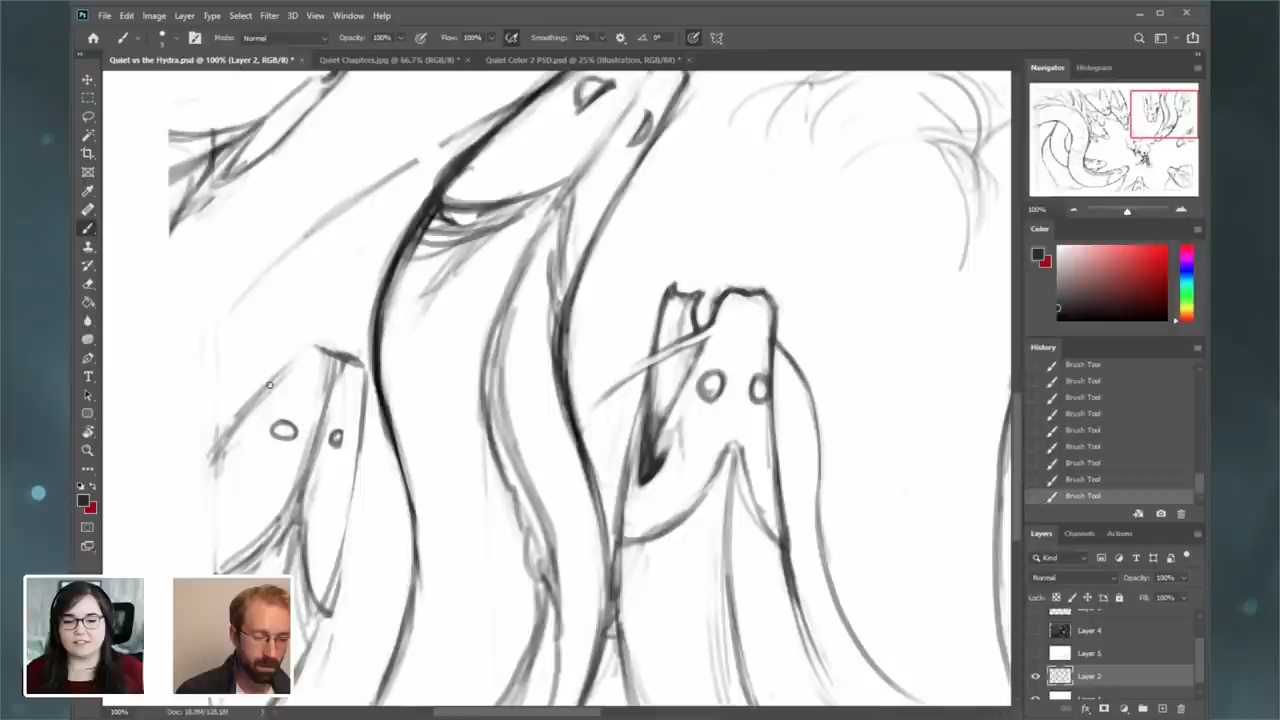 Ps File Edit Image Layer Type Select Filter 3D View Window Help
5 Mode: Normal Opacity: 100% Flow: 100% Smoothing: 10% 0°
Quiet vs the Hydra.psd @ 100% (Layer 2, RGB/8) * × Quiet Chapters.jpg @ 66.7% (RGB/8) * × Quiet Color 2 PSD.psd @ 25% (Illustration, RGB/8#) * ×
Navigator Histogram
100%
Color
History
Brush Tool
Brush Tool
Brush Tool
Brush Tool
Brush Tool
Brush Tool
Brush Tool
Brush Tool
Brush Tool
Layers Channels Actions
Kind
Normal Opacity: 100%
Lock: Fill: 100%
Layer 4
Layer 5
Layer 2
100%